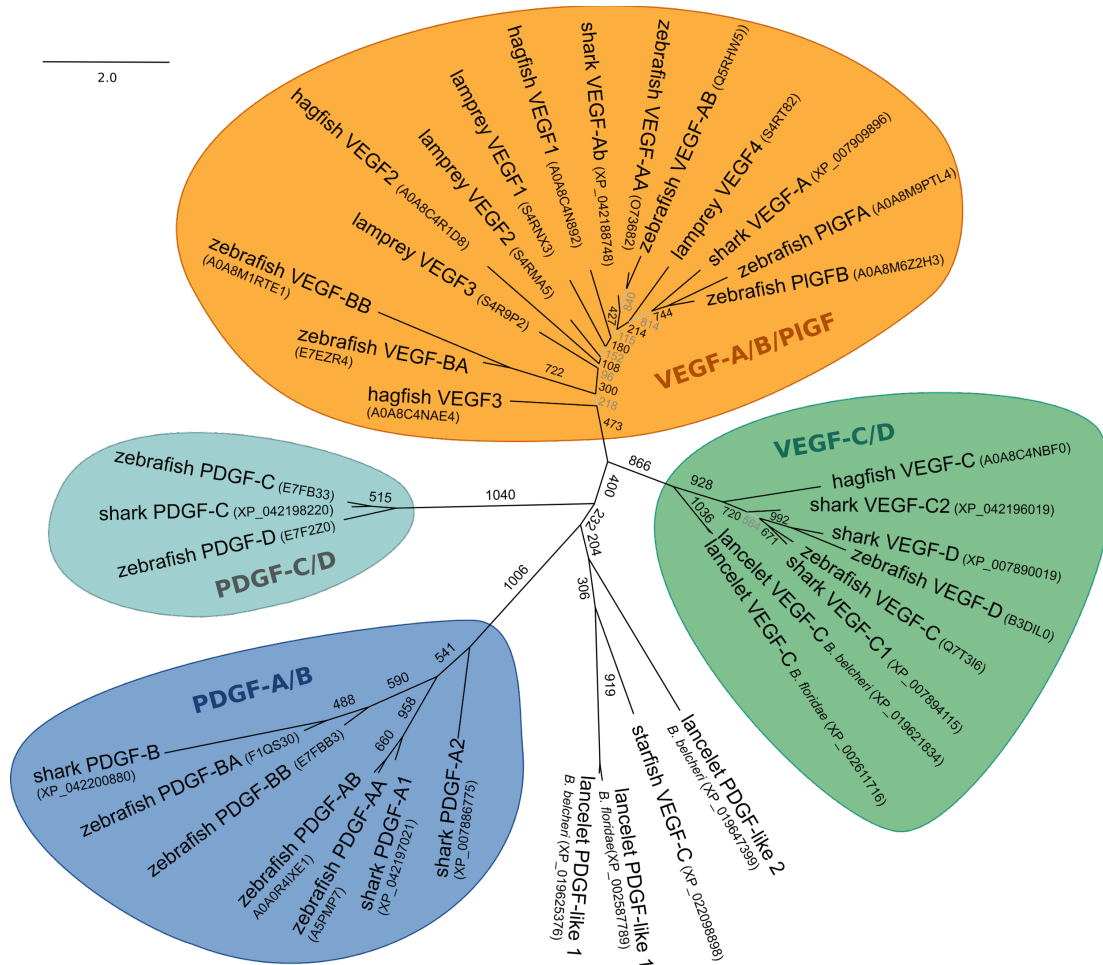 2.0
hagfish VEGF2 (A0A8C4R1D8)
lamprey VEGF1 (S4RNX3)
lamprey VEGF2 (S4RMA5)
hagfish VEGF1 (A0A8C4N892)
shark VEGF-Ab (XP_042188748)
zebrafish VEGF-AA (O73682)
zebrafish VEGF-AB (Q5RHW5))
lamprey VEGF4 (S4RT82)
shark VEGF-A (XP_007909896)
zebrafish PlGFA (A0A8M9PTL4)
zebrafish PlGFB (A0A8M6Z2H3)
lamprey VEGF3 (S4R9P2)
zebrafish VEGF-BB
(A0A8M1RTE1)
zebrafish VEGF-BA
(E7EZR4)
hagfish VEGF3
(A0A8C4NAE4)
VEGF-A/B/PlGF
840
427
814
744
214
115
180
152
108
96
722
300
218
473
866
400
VEGF-C/D
hagfish VEGF-C (A0A8C4NBF0)
shark VEGF-C2 (XP_042196019)
shark VEGF-D (XP_007890019)
zebrafish VEGF-D (B3DIL0)
zebrafish VEGF-C (Q7T3I6)
shark VEGF-C1 (XP_007894115)
lancelet VEGF-C B. belcheri (XP_019621834)
lancelet VEGF-C B. floridae (XP_002611716)
928
1036
720
564
992
671
zebrafish PDGF-C (E7FB33)
shark PDGF-C (XP_042198220)
zebrafish PDGF-D (E7F2Z0)
PDGF-C/D
515
1040
232
204
306
1006
919
PDGF-A/B
541
590
488
958
660
shark PDGF-B
(XP_042200880)
zebrafish PDGF-BA (F1QS30)
zebrafish PDGF-BB (E7FBB3)
zebrafish PDGF-AB
A0A0R4IXE1)
zebrafish PDGF-AA
(A5PMP7)
shark PDGF-A1
(XP_042197021)
shark PDGF-A2
(XP_007886775)
lancelet PDGF-like 1
B. belcheri (XP_019625376)
lancelet PDGF-like 1
B. floridae(XP_002587789)
starfish VEGF-C (XP_022098898)
lancelet PDGF-like 2
B. belcheri (XP_019647399)